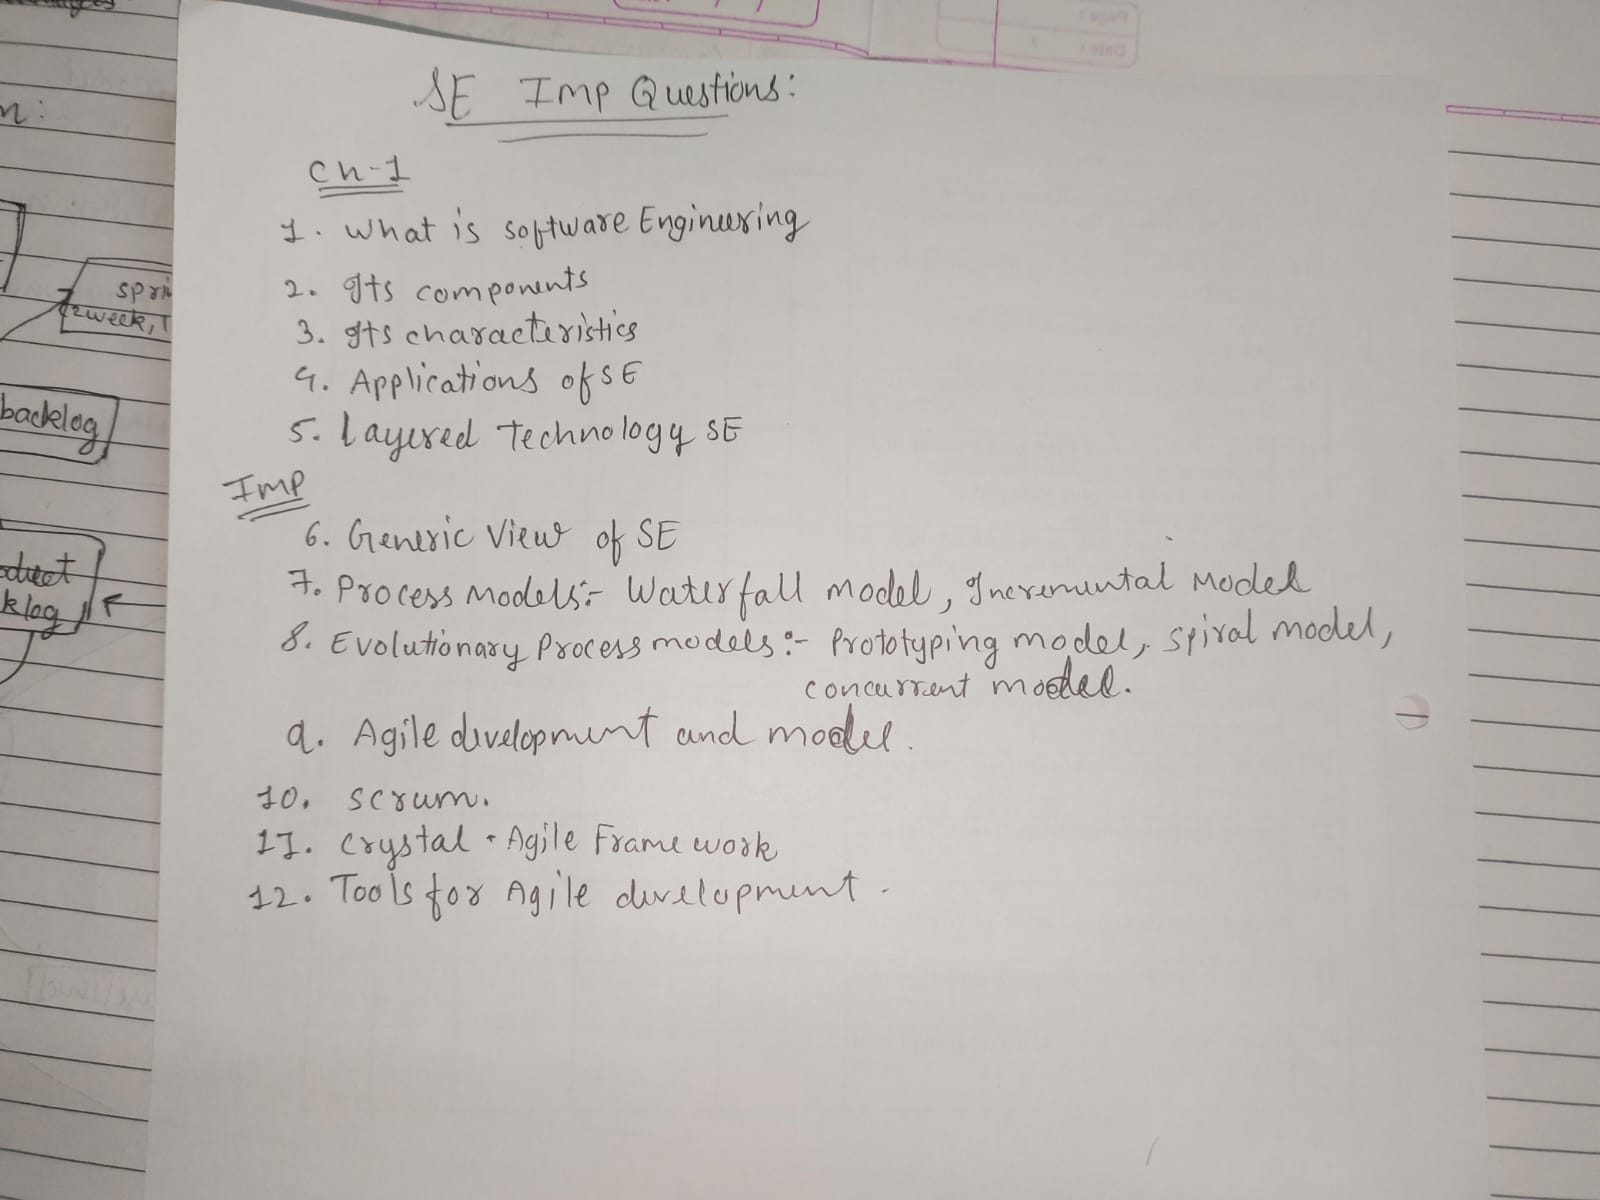 SE Imp Questions:
Ch-1
1. What is software Engineering
2. Its components
3. Its characteristics
4. Applications of SE
5. Layered Technology SE
Imp
6. Generic View of SE
7. Process Models:- Waterfall model, Incremental Model
8. Evolutionary Process models:- Prototyping model, spiral model,
concurrent model.
9. Agile development and model.
10. scrum.
11. Crystal - Agile Framework
12. Tools for Agile development.
n:
spri
(2week, T
backlog
oduct
klog
Page:
Date: